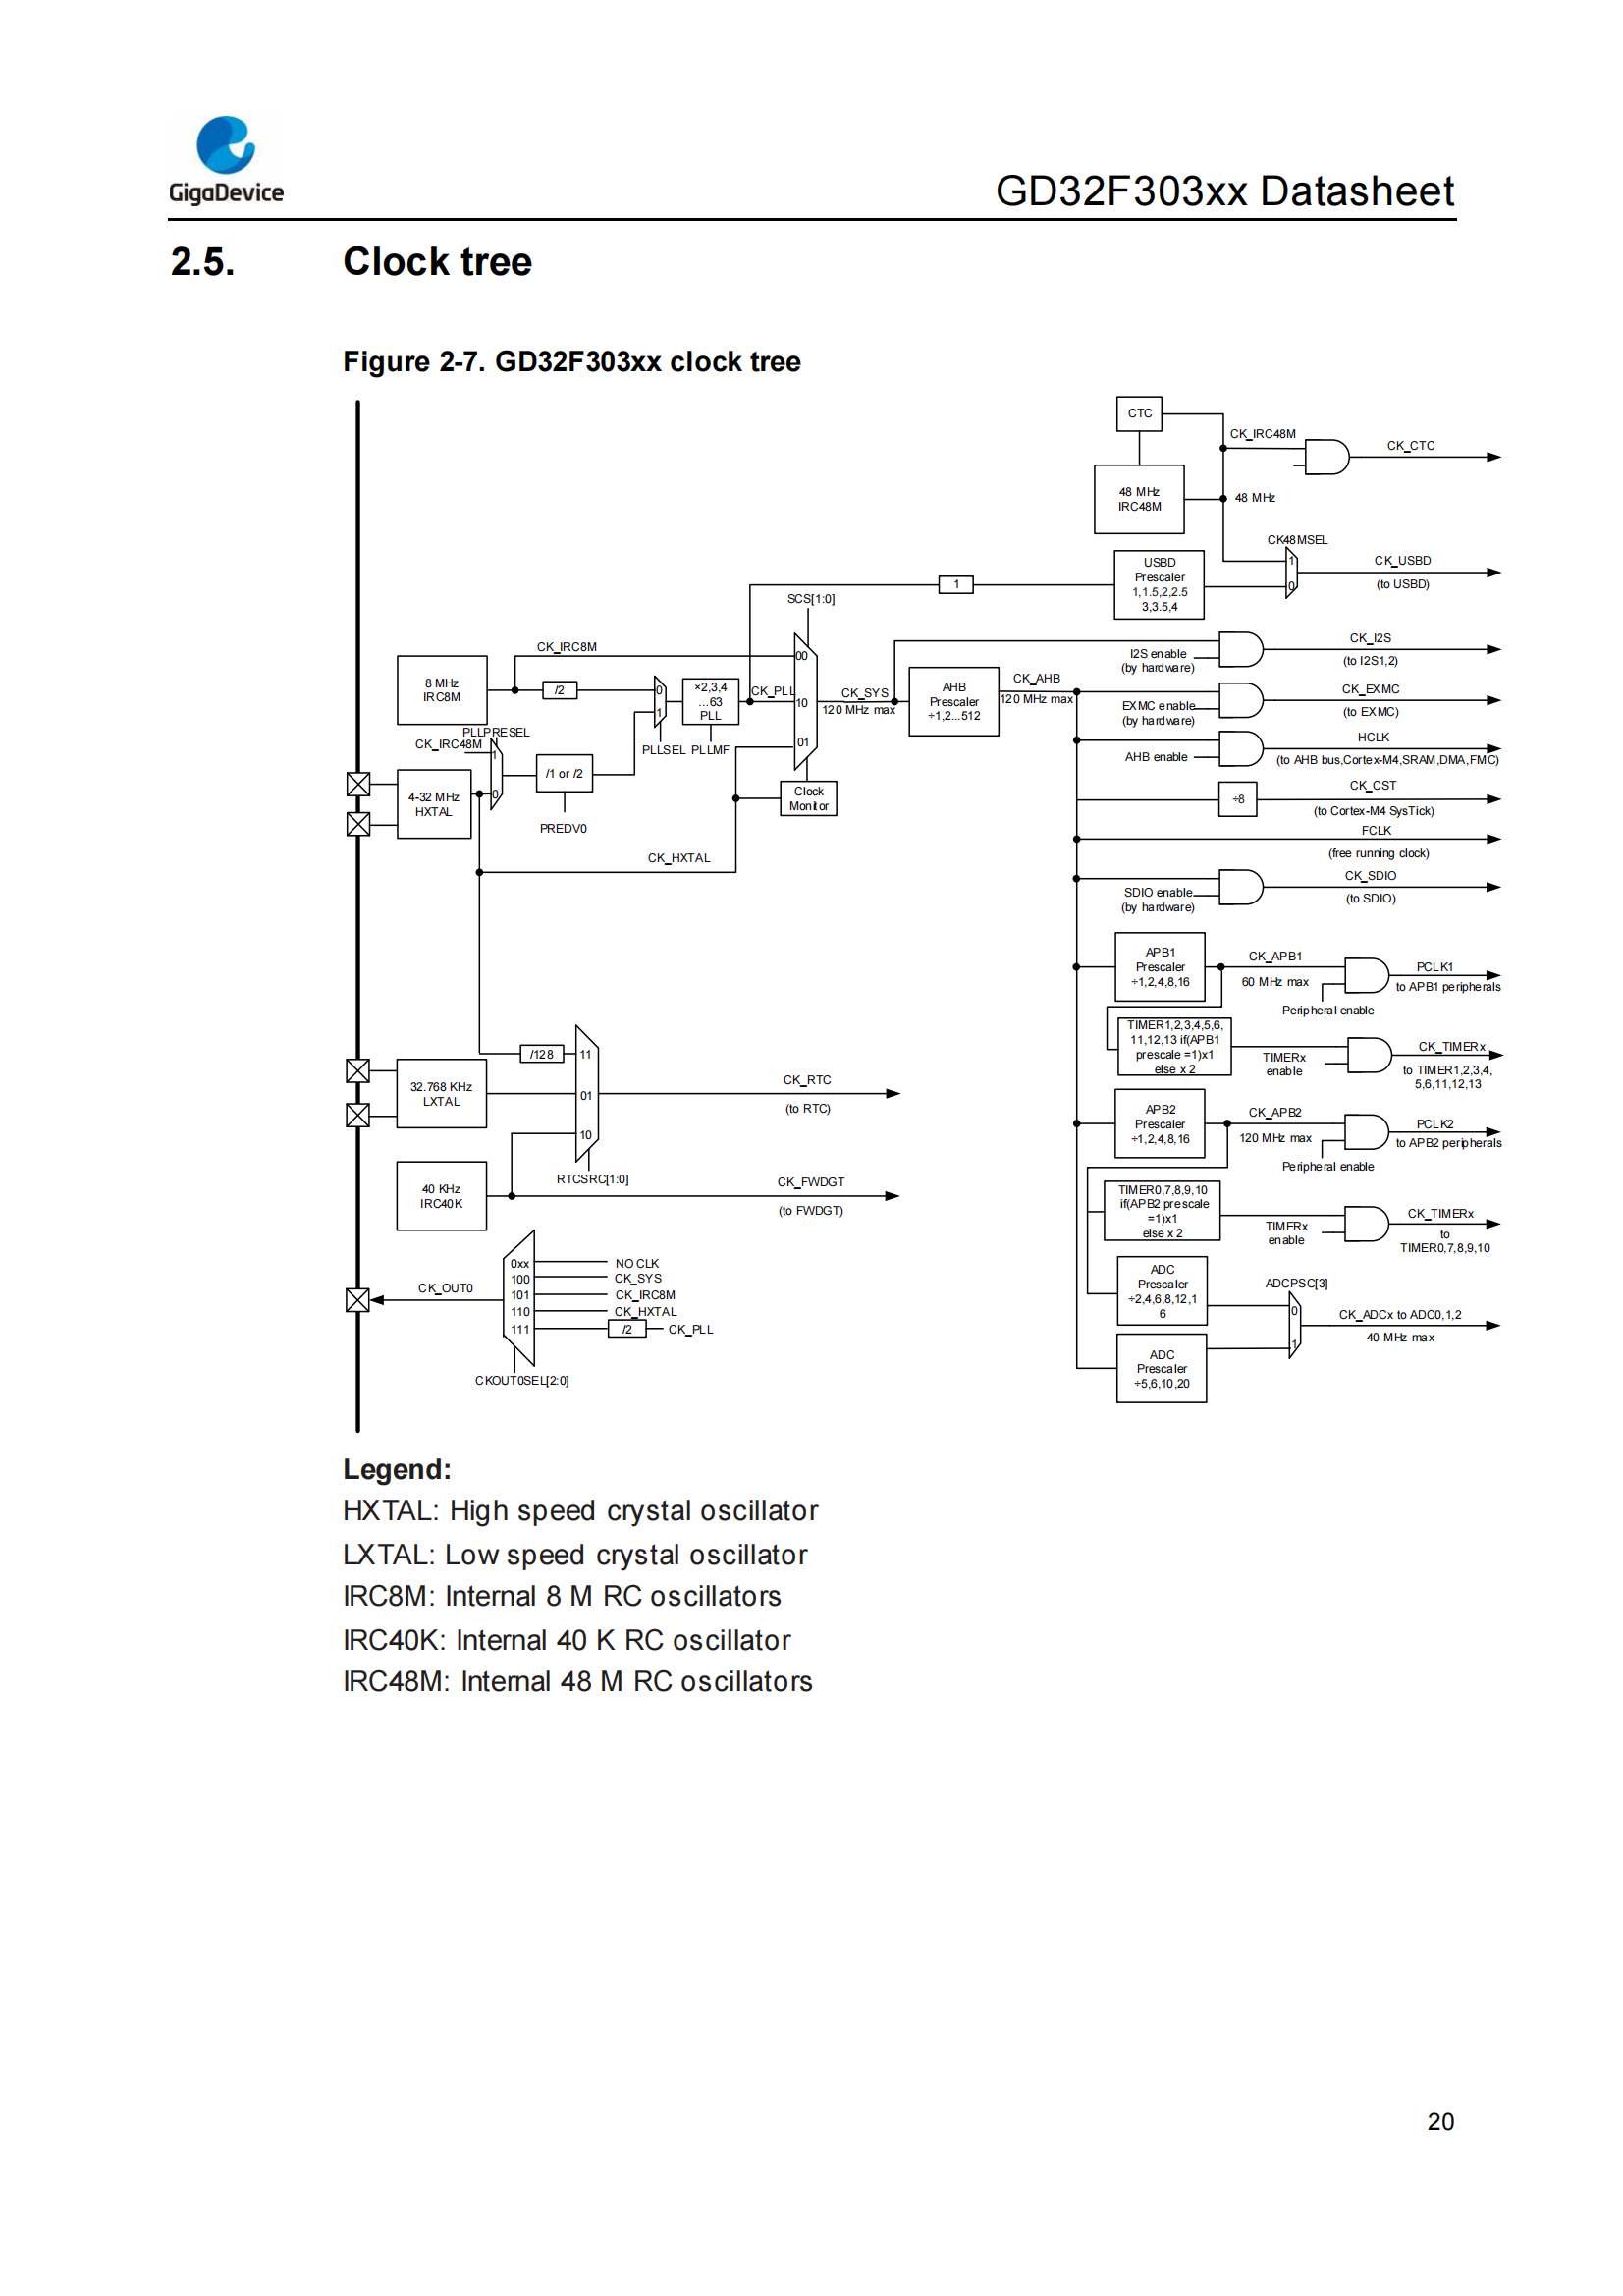 GigaDevice
GD32F303xx Datasheet
2.5. Clock tree
Figure 2-7. GD32F303xx clock tree
CTC
CK_IRC48M
CK_CTC
48 MHz
IRC48M
48 MHz
CK48MSEL
1
0
CK_USBD
(to USBD)
USBD
Prescaler
1,1.5,2,2.5
3,3.5,4
1
SCS[1:0]
CK_IRC8M
00
10
01
8 MHz
IRC8M
/2
0
1
×2,3,4
...63
PLL
CK_PLL
CK_SYS
120 MHz max
AHB
Prescaler
÷1,2...512
CK_AHB
120 MHz max
I2S enable
(by hardware)
CK_I2S
(to I2S1,2)
EXMC enable
(by hardware)
CK_EXMC
(to EXMC)
PLLPRESEL
CK_IRC48M
1
0
PLLSEL PLLMF
/1 or /2
PREDV0
4-32 MHz
HXTAL
Clock
Monitor
CK_HXTAL
AHB enable
HCLK
(to AHB bus,Cortex-M4,SRAM,DMA,FMC)
÷8
CK_CST
(to Cortex-M4 SysTick)
FCLK
(free running clock)
SDIO enable
(by hardware)
CK_SDIO
(to SDIO)
APB1
Prescaler
÷1,2,4,8,16
CK_APB1
60 MHz max
Peripheral enable
PCLK1
to APB1 peripherals
TIMER1,2,3,4,5,6,
11,12,13 if(APB1
prescale =1)x1
else x 2
TIMERx
enable
CK_TIMERx
to TIMER1,2,3,4,
5,6,11,12,13
/128
11
01
10
32.768 KHz
LXTAL
CK_RTC
(to RTC)
RTCSRC[1:0]
APB2
Prescaler
÷1,2,4,8,16
CK_APB2
120 MHz max
Peripheral enable
PCLK2
to APB2 peripherals
40 KHz
IRC40K
CK_FWDGT
(to FWDGT)
TIMER0,7,8,9,10
if(APB2 prescale
=1)x1
else x 2
TIMERx
enable
CK_TIMERx
to
TIMER0,7,8,9,10
CK_OUT0
0xx NO CLK
100 CK_SYS
101 CK_IRC8M
110 CK_HXTAL
111 /2 CK_PLL
CKOUT0SEL[2:0]
ADC
Prescaler
÷2,4,6,8,12,1
6
ADCPSC[3]
0
1
CK_ADCx to ADC0,1,2
40 MHz max
ADC
Prescaler
÷5,6,10,20
Legend:
HXTAL: High speed crystal oscillator
LXTAL: Low speed crystal oscillator
IRC8M: Internal 8 M RC oscillators
IRC40K: Internal 40 K RC oscillator
IRC48M: Internal 48 M RC oscillators
20